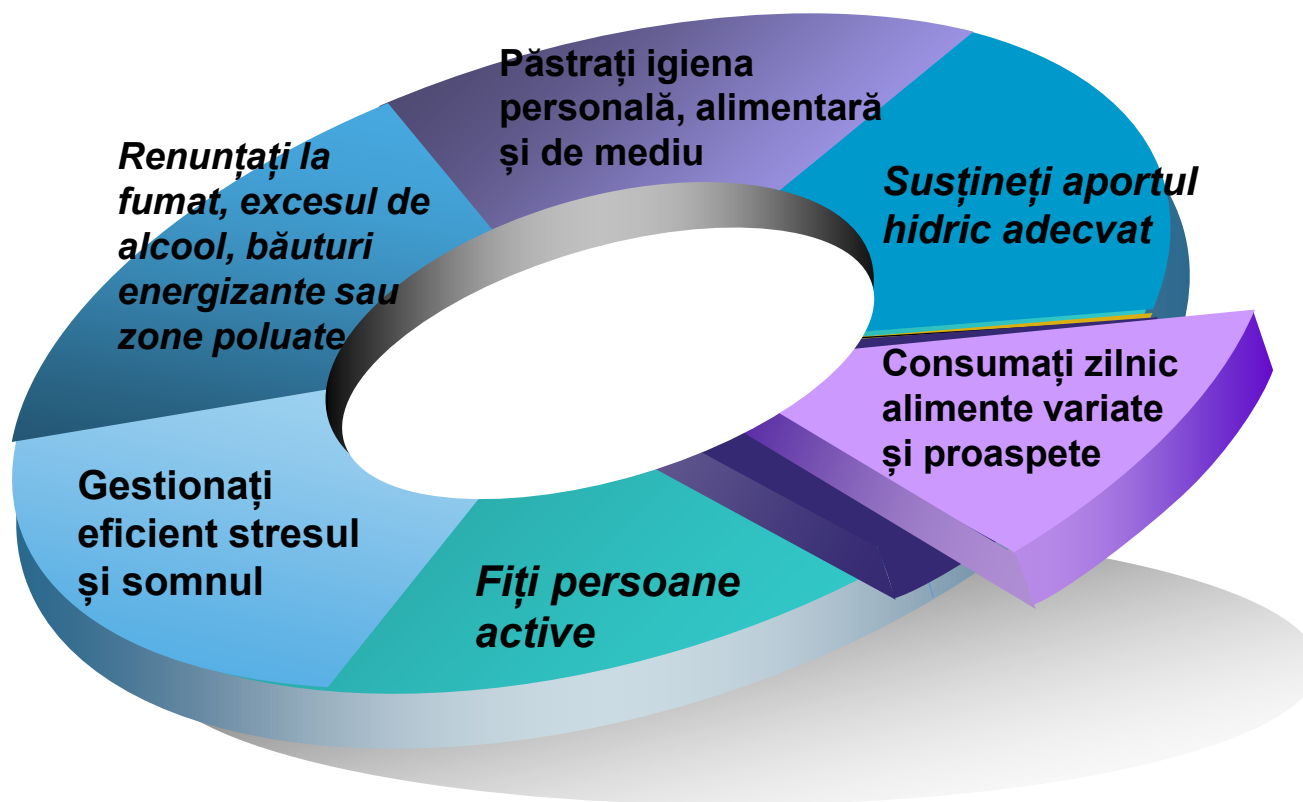 Păstrați igiena
personală, alimentară
și de mediu
Renunțați la
fumat, excesul de
alcool, băuturi
energizante sau
zone poluate
Susțineți aportul
hidric adecvat
Consumați zilnic
alimente variate
și proaspete
Gestionați
eficient stresul
și somnul
Fiți persoane
active